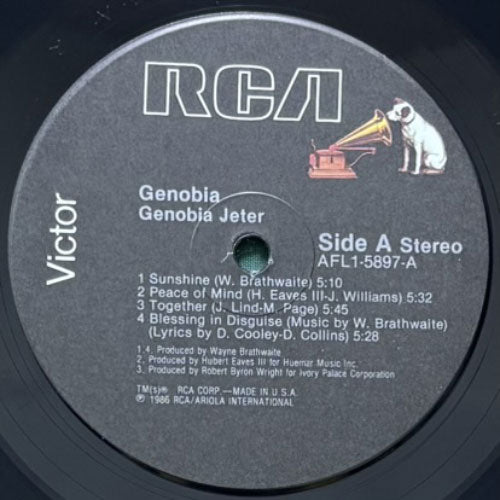 RCA
Victor
Genobia
Genobia Jeter
Side A Stereo
AFL1-5897-A
1 Sunshine (W. Brathwaite) 5:10
2 Peace of Mind (H. Eaves III-J. Williams) 5:32
3 Together (J. Lind-M. Page) 5:45
4 Blessing in Disguise (Music by W. Brathwaite)
(Lyrics by D. Cooley-D. Collins) 5:28
1,4. Produced by Wayne Brathwaite
2. Produced by Hubert Eaves III for Huemar Music Inc.
3. Produced by Robert Byron Wright for Ivory Palace Corporation
TM(s)® RCA CORP.—MADE IN U.S.A.
℗ 1986 RCA/ARIOLA INTERNATIONAL